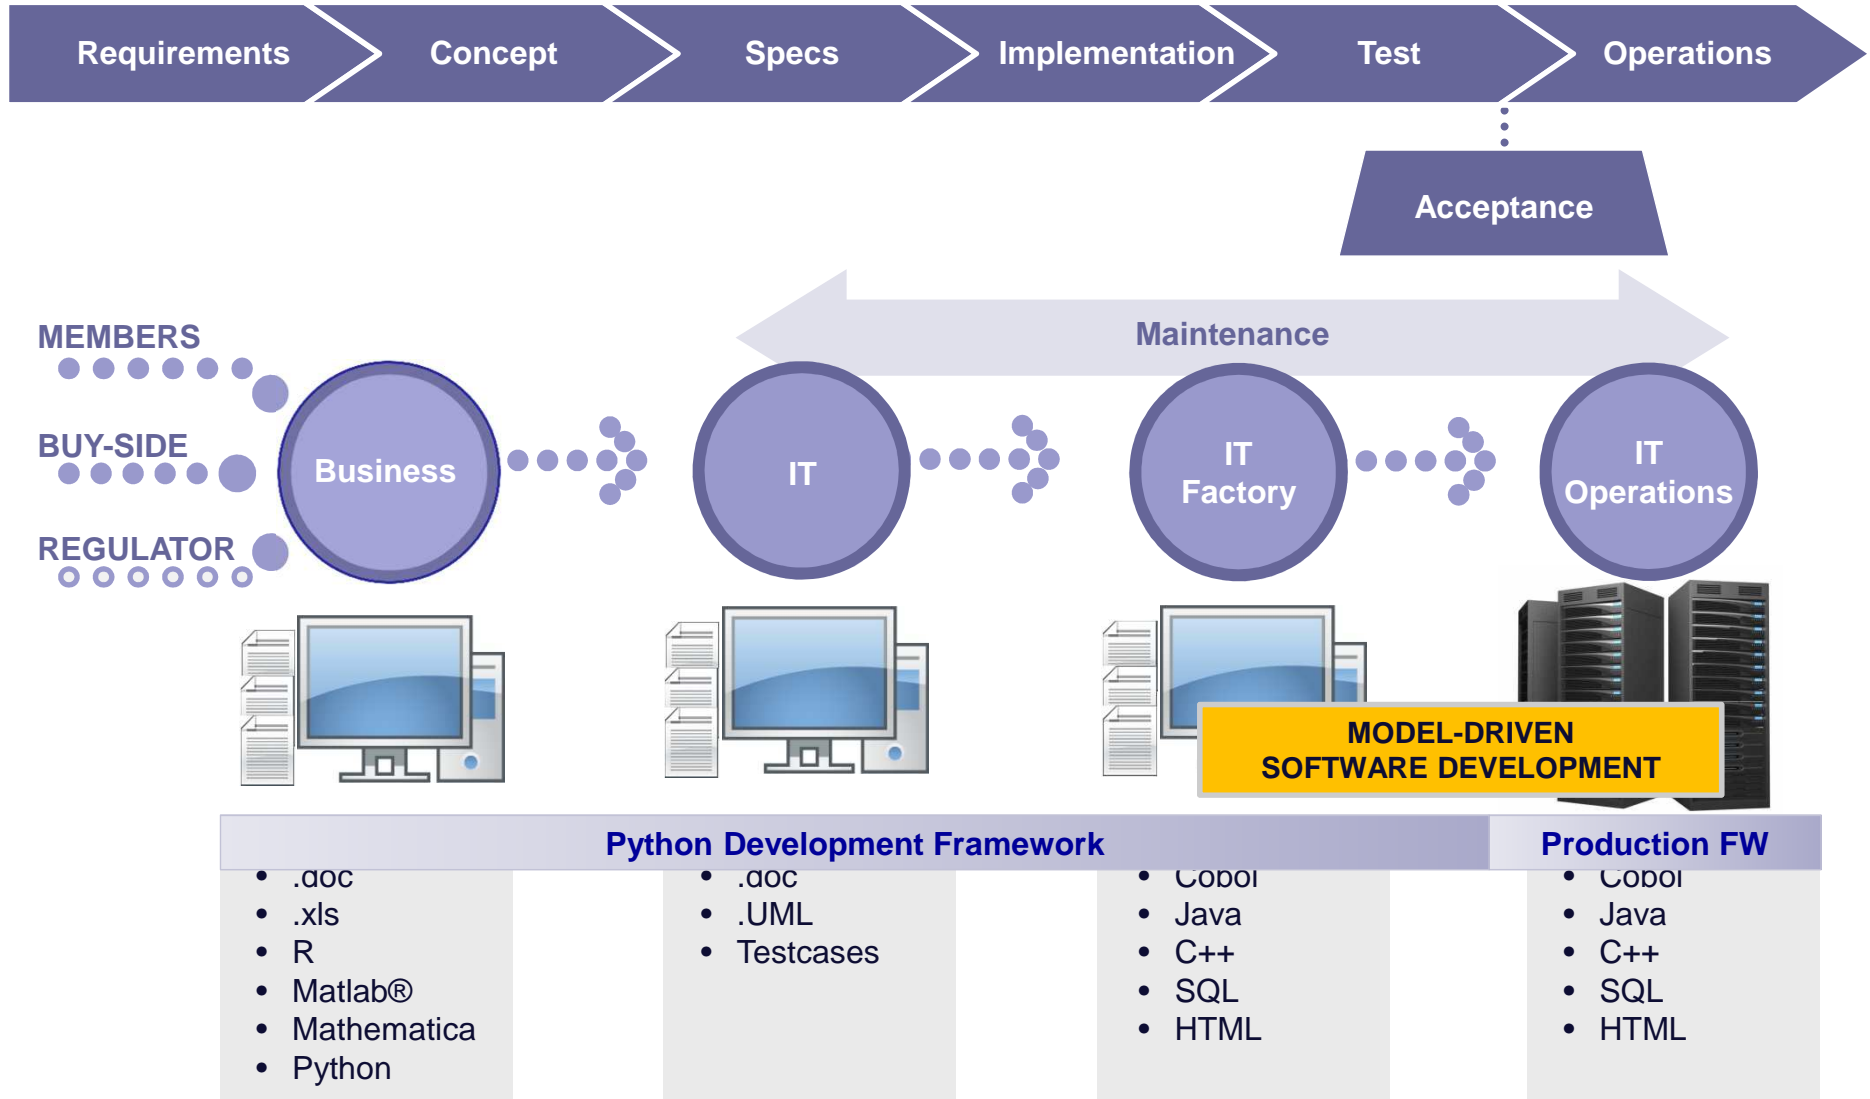 Requirements
Concept
Specs
Implementation
Test
Operations
Acceptance
Maintenance
MEMBERS
BUY-SIDE
REGULATOR
Business
IT
IT
Factory
IT
Operations
MODEL-DRIVEN
SOFTWARE DEVELOPMENT
Python Development Framework
Production FW
• .doc
• .xls
• R
• Matlab®
• Mathematica
• Python
• .doc
• .UML
• Testcases
• Cobol
• Java
• C++
• SQL
• HTML
• Cobol
• Java
• C++
• SQL
• HTML